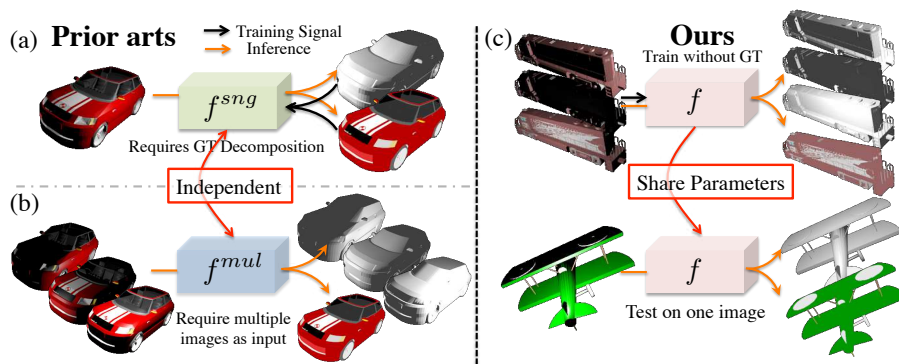 (a) Prior arts
Training Signal
Inference
f^{sng}
Requires GT Decomposition
Independent
(b)
f^{mul}
Require multiple
images as input
(c) Ours
Train without GT
f
Share Parameters
f
Test on one image